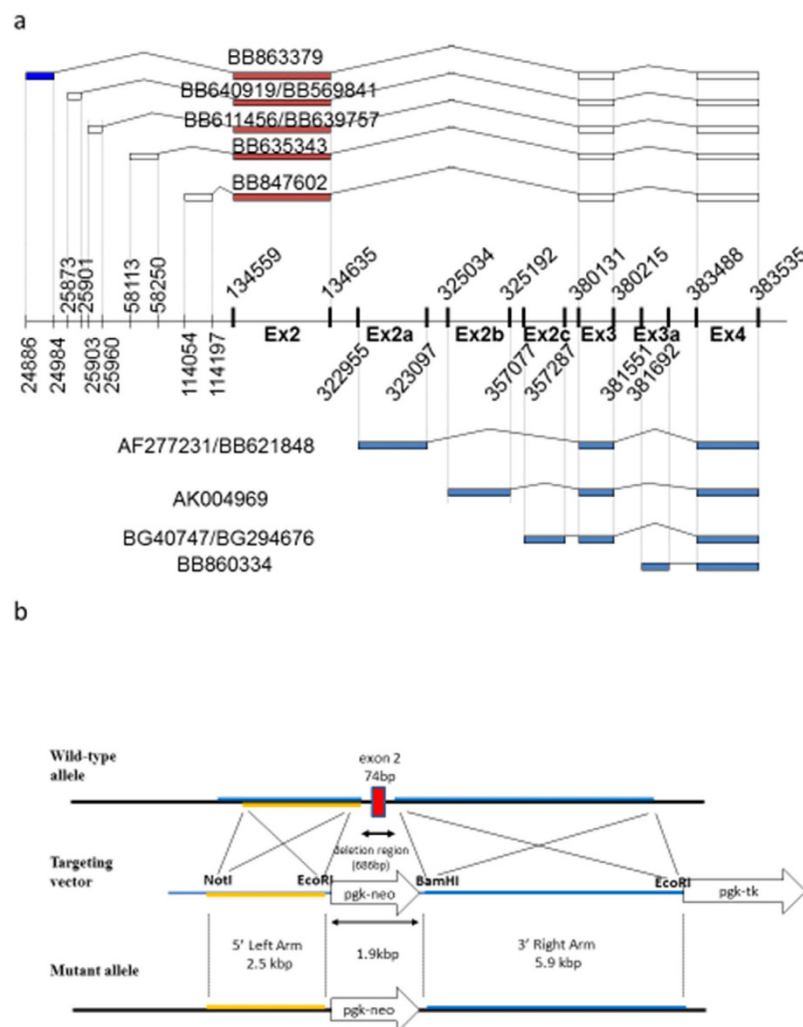 a
BB863379
BB640919/BB569841
BB611456/BB639757
BB635343
BB847602
24886
24984
25873
25901
25903
25960
58113
58250
114054
114197
134559
134635
322955
323097
325034
325192
357077
357287
380131
380215
381551
381692
383488
383535
Ex2
Ex2a
Ex2b
Ex2c
Ex3
Ex3a
Ex4
AF277231/BB621848
AK004969
BG40747/BG294676
BB860334
b
Wild-type
allele
exon 2
74bp
deletion region
(686bp)
Targeting
vector
NotI
EcoRI
pgk-neo
BamHI
EcoRI
pgk-tk
5' Left Arm
2.5 kbp
1.9kbp
3' Right Arm
5.9 kbp
Mutant allele
pgk-neo